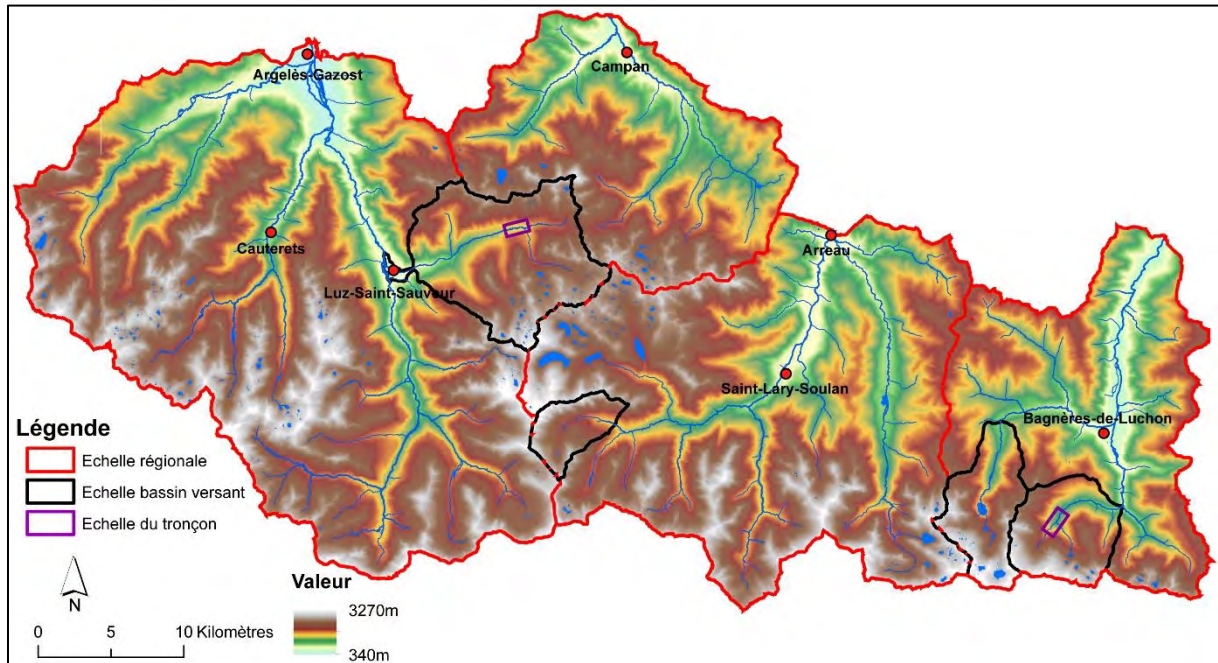 Argelès-Gazost
Campan
Cauterets
Luz-Saint-Sauveur
Arreau
Saint-Lary-Soulan
Bagnères-de-Luchon
Légende
Echelle régionale
Echelle bassin versant
Echelle du tronçon
N
0 5 10 Kilomètres
Valeur
3270m
340m